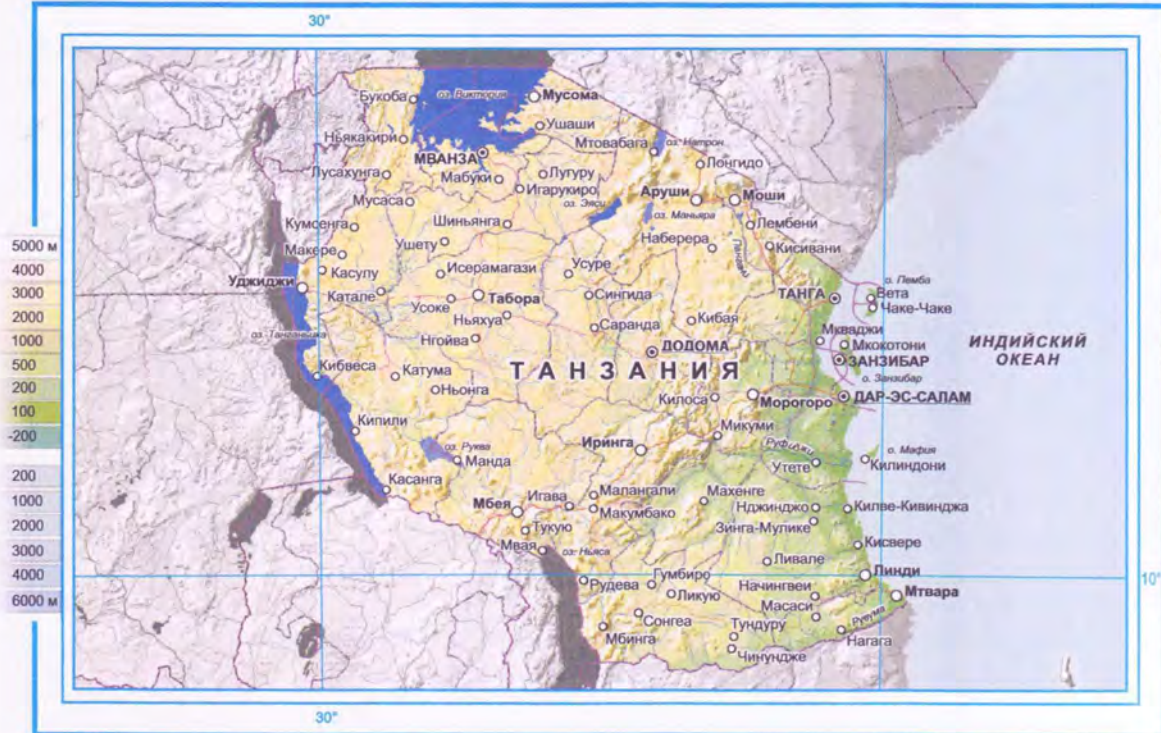 30°
Букоба
оз. Виктория
Мусома
Ушаши
Ньякакири
Мтовабага
оз. Натрон
МВАНЗА
Лонгидо
Лусахунга
Мабуки
Лугуру
Игарукиро
Аруши
Моши
Мусаса
оз. Эяси
оз. Маньяра
Кумсенга
Шиньянга
Лембени
Ушету
Наберера
Кисивани
5000 м
4000
3000
2000
1000
500
200
100
-200
200
1000
2000
3000
4000
6000 м
Макере
Касулу
Исерамагази
Усуре
Пангани
о. Пемба
Уджиджи
Катале
Усоке
Табора
Сингида
ТАНГА
Вета
Чаке-Чаке
Ньяхуа
Кибая
оз. Танганьика
Саранда
Мкваджи
Нгойва
Мкокотони
ИНДИЙСКИЙ
ОКЕАН
ДОДОМА
ЗАНЗИБАР
Кибвеса
Катума
ТАНЗАНИЯ
о. Занзибар
Ньонга
Килоса
Морогоро
ДАР-ЭС-САЛАМ
Кипили
Микуми
оз. Руква
Иринга
Руфиджи
о. Мафия
Манда
Утете
Килиндони
Касанга
Игава
Малангали
Махенге
Мбея
Макумбако
Нджинджо
Килве-Кивинджа
Тукую
Зинга-Мулике
Мвая
оз. Ньяса
Кисвере
Ливале
Рудева
Гумбиро
Начингвеи
Линди
10°
Ликую
Мтвара
Масаси
Сонгеа
Тундуру
Рувума
Мбинга
Нагага
Чинундже
30°